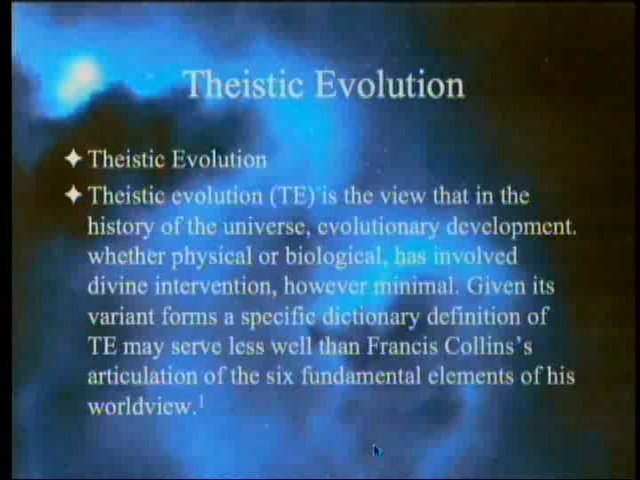 Theistic Evolution
Theistic Evolution
Theistic evolution (TE) is the view that in the
history of the universe, evolutionary development.
whether physical or biological, has involved
divine intervention, however minimal. Given its
variant forms a specific dictionary definition of
TE may serve less well than Francis Collins's
articulation of the six fundamental elements of his
worldview.1